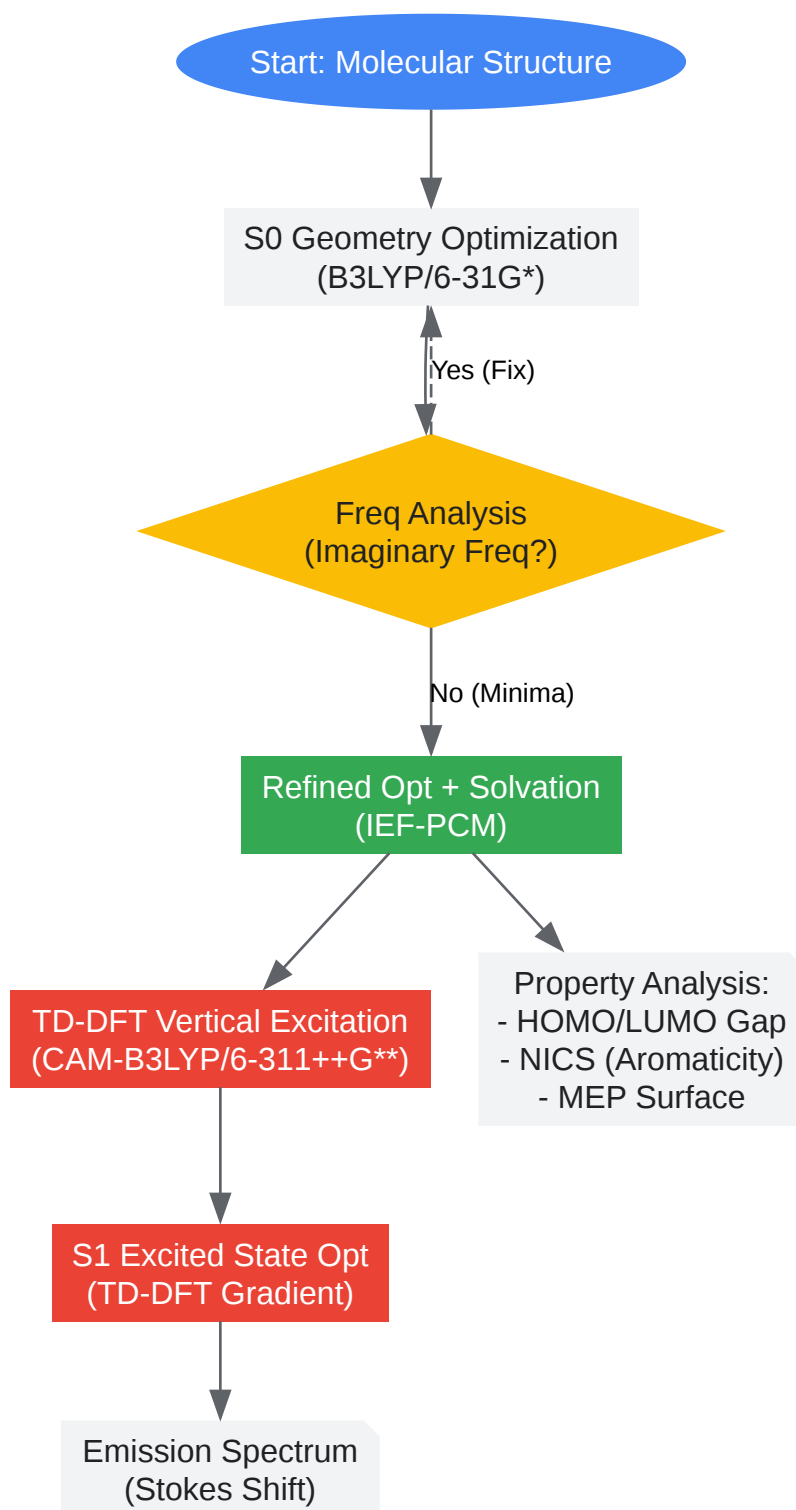 Start: Molecular Structure
S0 Geometry Optimization
(B3LYP/6-31G*)
Yes (Fix)
Freq Analysis
(Imaginary Freq?)
No (Minima)
Refined Opt + Solvation
(IEF-PCM)
TD-DFT Vertical Excitation
(CAM-B3LYP/6-311++G**)
Property Analysis:
- HOMO/LUMO Gap
- NICS (Aromaticity)
- MEP Surface
S1 Excited State Opt
(TD-DFT Gradient)
Emission Spectrum
(Stokes Shift)